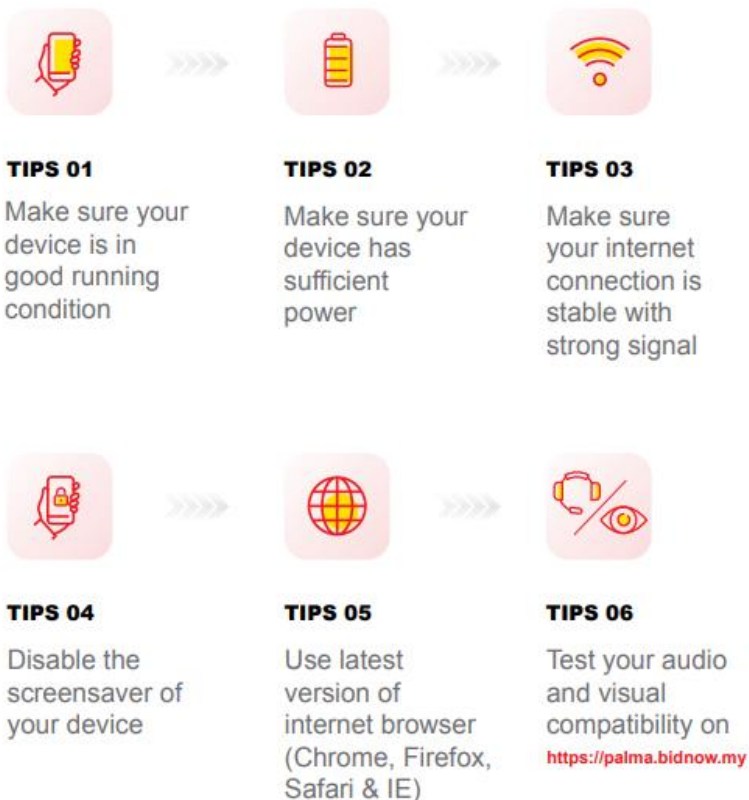 TIPS 01
Make sure your
device is in
good running
condition
TIPS 02
Make sure your
device has
sufficient
power
TIPS 03
Make sure
your internet
connection is
stable with
strong signal
TIPS 04
Disable the
screensaver of
your device
TIPS 05
Use latest
version of
internet browser
(Chrome, Firefox,
Safari & IE)
TIPS 06
Test your audio
and visual
compatibility on
https://palma.bidnow.my